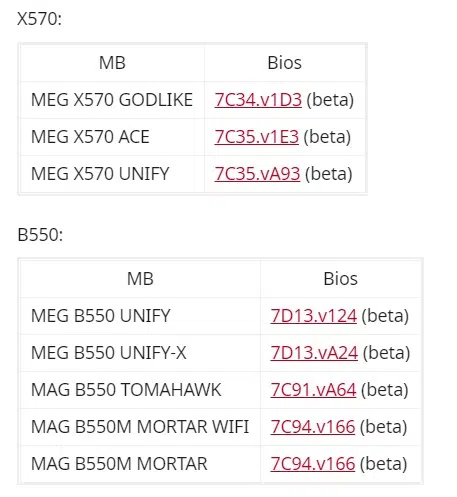 X570:
MB Bios
MEG X570 GODLIKE 7C34.v1D3 (beta)
MEG X570 ACE 7C35.v1E3 (beta)
MEG X570 UNIFY 7C35.vA93 (beta)
B550:
MB Bios
MEG B550 UNIFY 7D13.v124 (beta)
MEG B550 UNIFY-X 7D13.vA24 (beta)
MAG B550 TOMAHAWK 7C91.vA64 (beta)
MAG B550M MORTAR WIFI 7C94.v166 (beta)
MAG B550M MORTAR 7C94.v166 (beta)